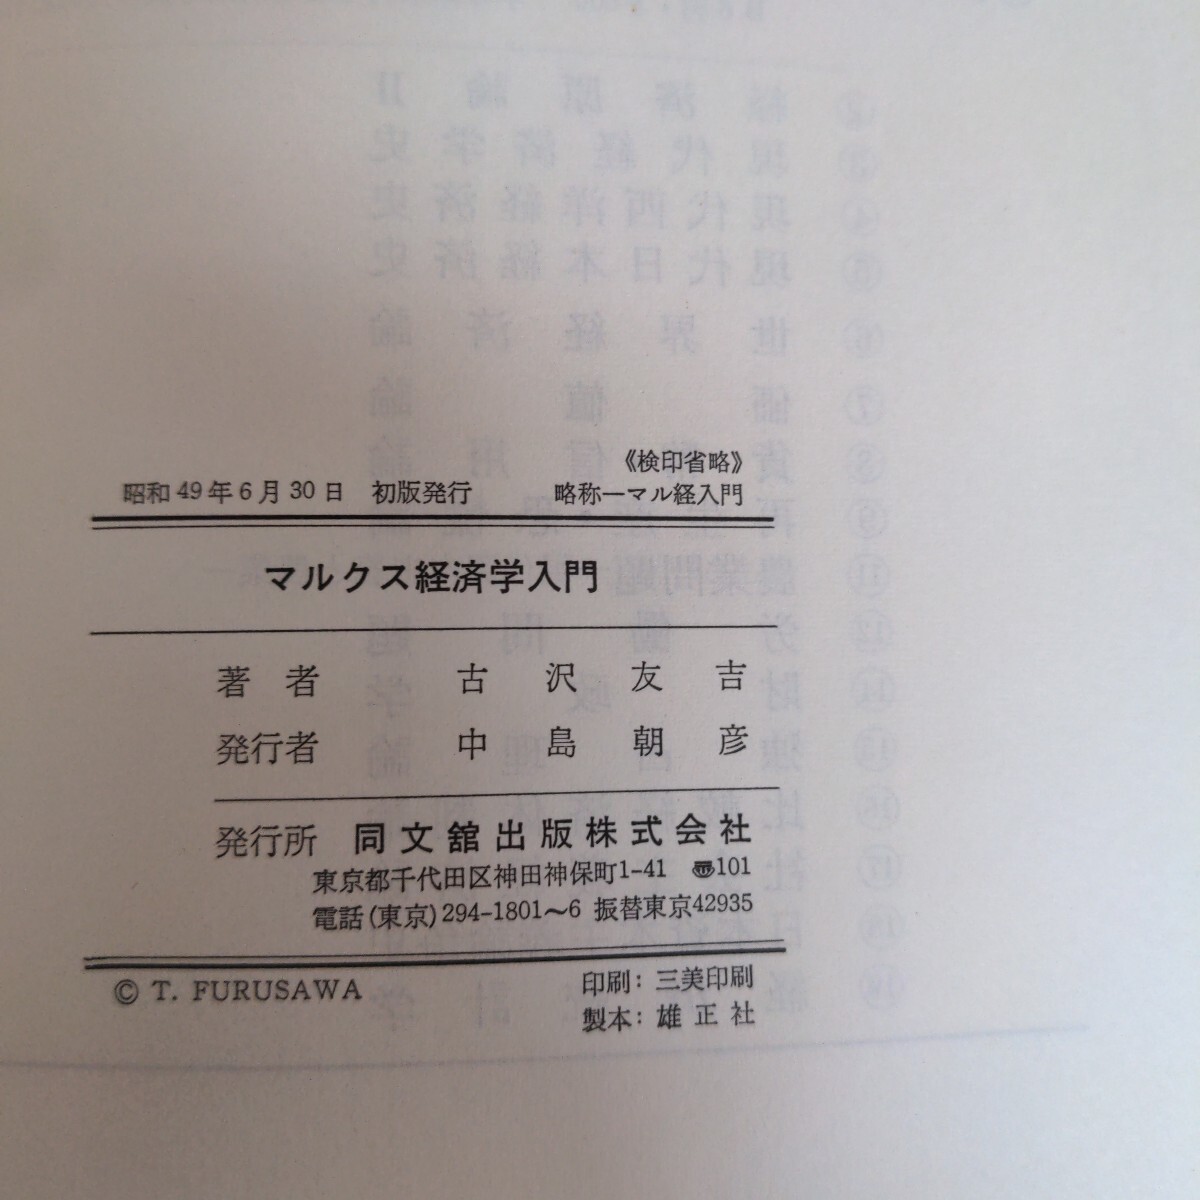 《検印省略》
昭和49年6月30日 初版発行 略称ーマル経入門
マルクス経済学入門
著者 古沢友吉
発行者 中島朝彦
発行所 同文舘出版株式会社
東京都千代田区神田神保町1-41 〠101
電話(東京)294-1801〜6 振替東京42935
© T. FURUSAWA 印刷: 三美印刷
製本: 雄正社